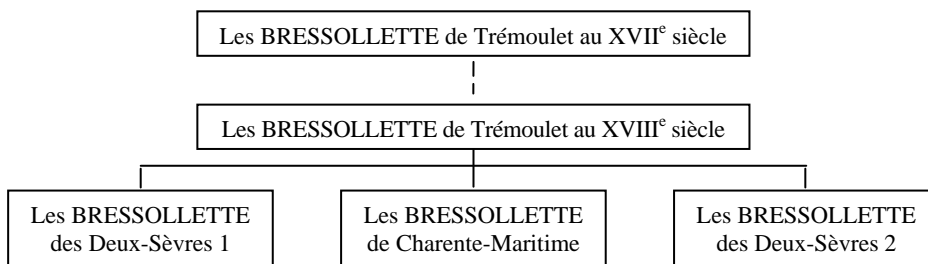 Les BRESSOLLETTE de Trémoulet au XVIIe siècle
Les BRESSOLLETTE de Trémoulet au XVIIIe siècle
Les BRESSOLLETTE
des Deux-Sèvres 1
Les BRESSOLLETTE
de Charente-Maritime
Les BRESSOLLETTE
des Deux-Sèvres 2